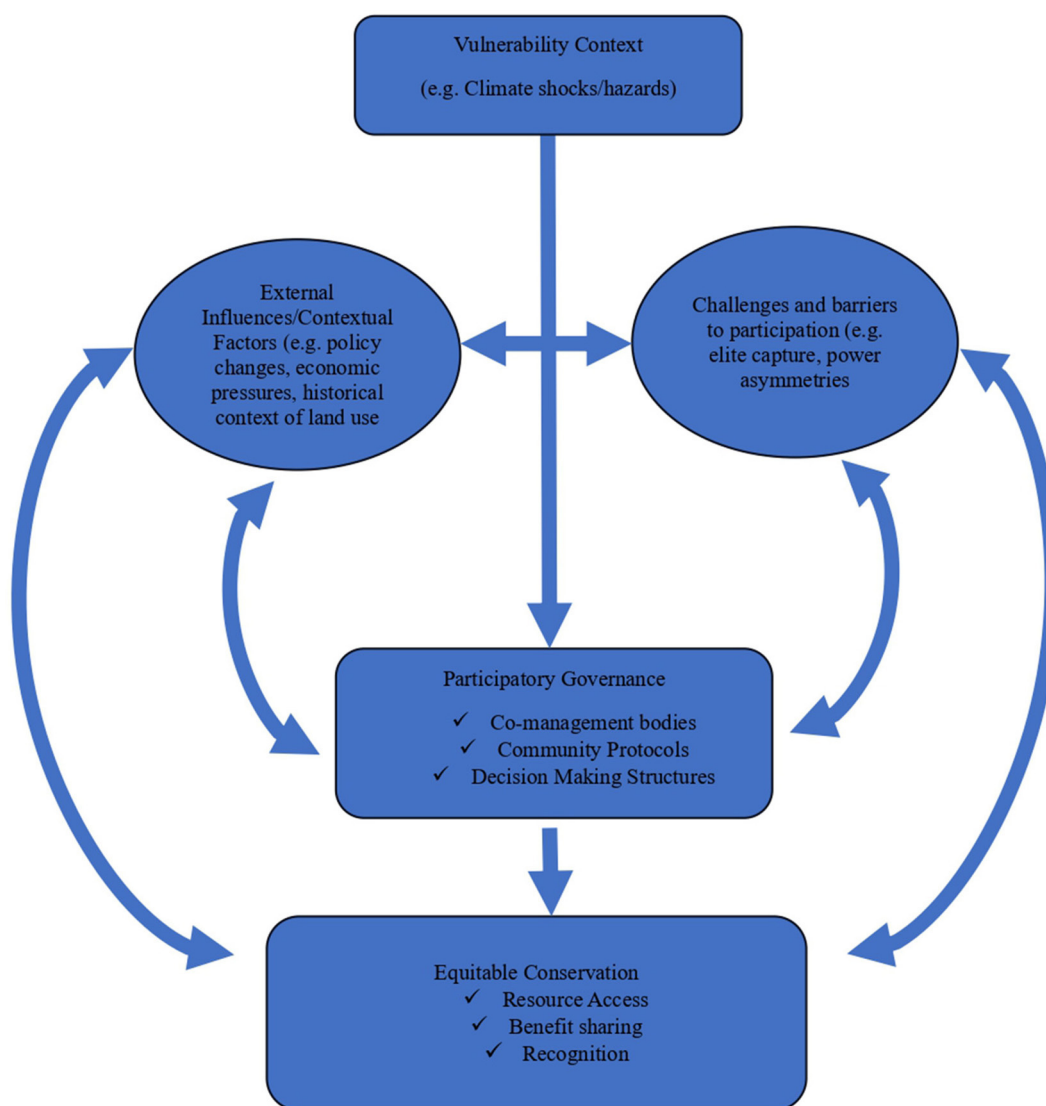 Vulnerability Context
(e.g. Climate shocks/hazards)
External
Influences/Contextual
Factors (e.g. policy
changes, economic
pressures, historical
context of land use
Challenges and barriers
to participation (e.g.
elite capture, power
asymmetries
Participatory Governance
✓ Co-management bodies
✓ Community Protocols
✓ Decision Making Structures
Equitable Conservation
✓ Resource Access
✓ Benefit sharing
✓ Recognition